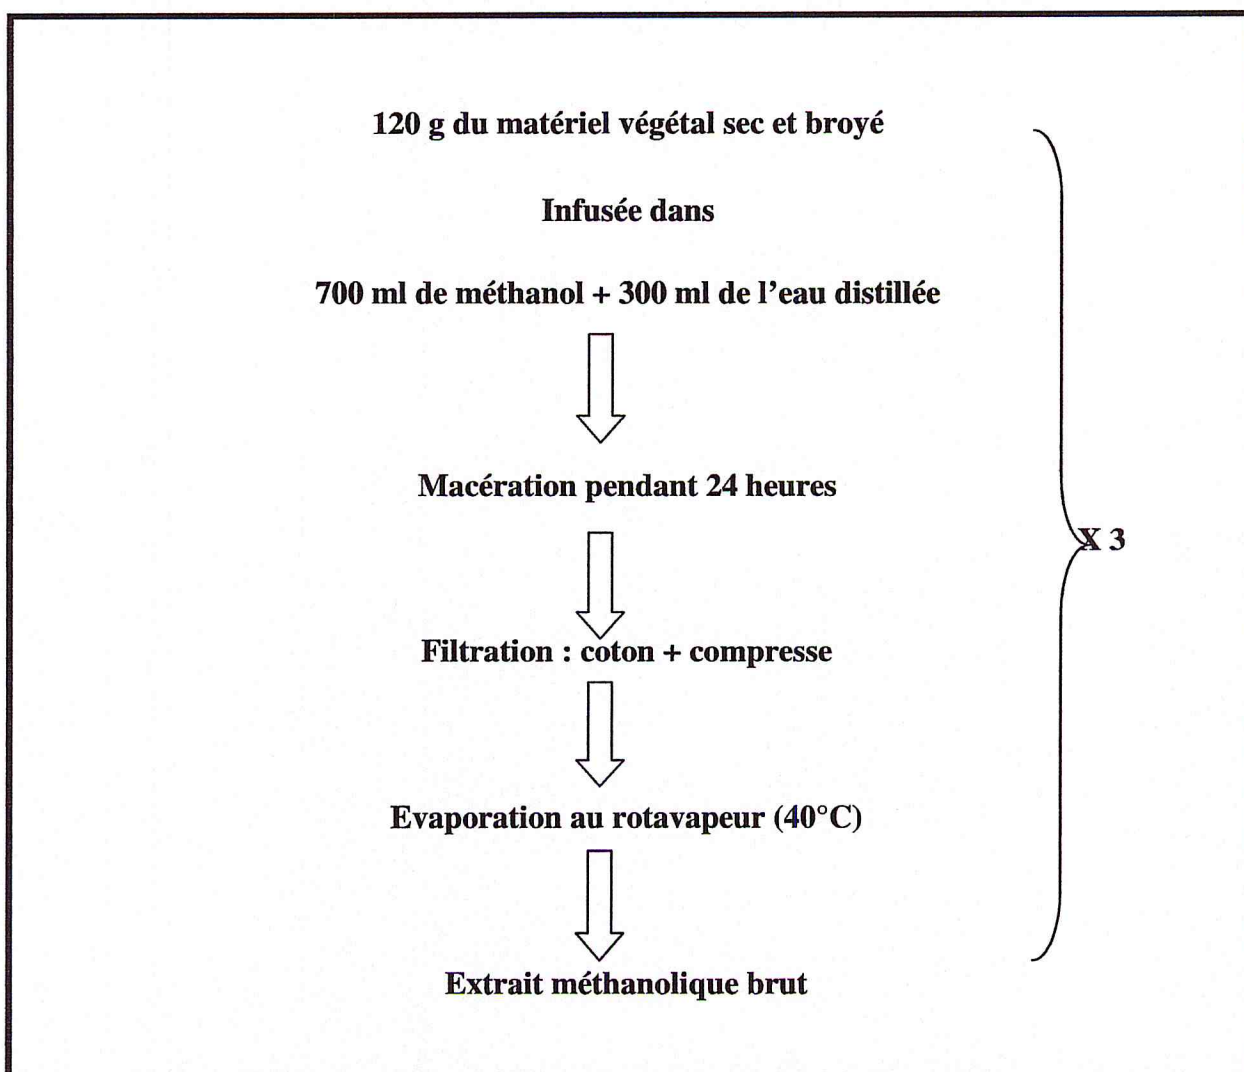 120 g du matériel végétal sec et broyé
Infusée dans
700 ml de méthanol + 300 ml de l’eau distillée
Macération pendant 24 heures
X 3
Filtration : coton + compresse
Evaporation au rotavapeur (40°C)
Extrait méthanolique brut